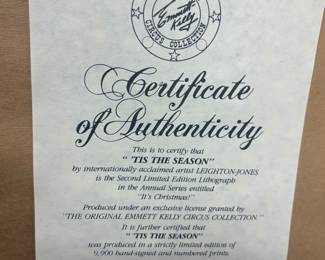 Emmett Kelly
CIRCUS COLLECTION
Certificate
of Authenticity
This is to certify that
" 'TIS THE SEASON"
by internationally acclaimed artist LEIGHTON-JONES
is the Second Limited Edition Lithograph
in the Annual Series entitled
"It's Christmas!"
Produced under an exclusive license granted by
"THE ORIGINAL EMMETT KELLY CIRCUS COLLECTION."
It is further certified that
" 'TIS THE SEASON"
was produced in a strictly limited edition of
9,900 hand-signed and numbered prints.